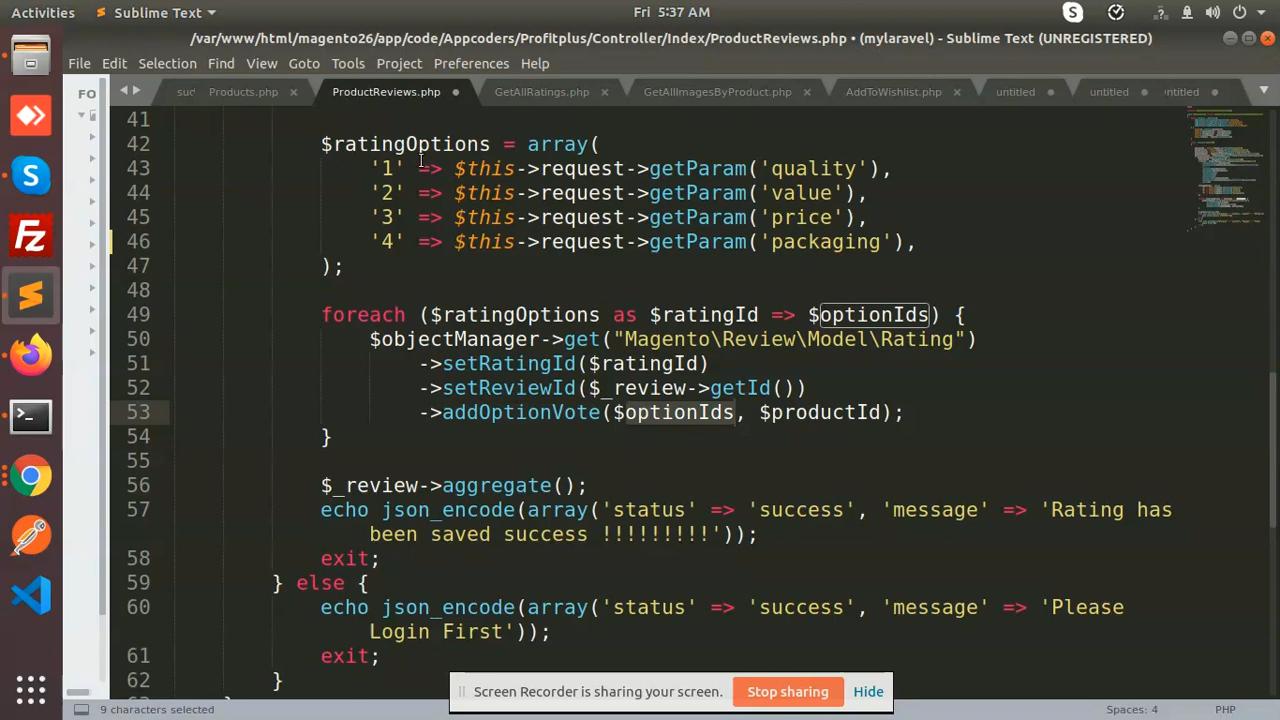 Activities Sublime Text Fri 5:37 AM
/var/www/html/magento26/app/code/Appcoders/Profitplus/Controller/Index/ProductReviews.php • (mylaravel) - Sublime Text (UNREGISTERED)
File Edit Selection Find View Goto Tools Project Preferences Help
FO
suc Products.php × ProductReviews.php • GetAllRatings.php × GetAllImagesByProduct.php × AddToWishlist.php × untitled • untitled • intitled •
41
42 $ratingOptions = array(
43 '1' => $this->request->getParam('quality'),
44 '2' => $this->request->getParam('value'),
45 '3' => $this->request->getParam('price'),
46 '4' => $this->request->getParam('packaging'),
47 );
48
49 foreach ($ratingOptions as $ratingId => $optionIds) {
50 $objectManager->get("Magento\Review\Model\Rating")
51 ->setRatingId($ratingId)
52 ->setReviewId($_review->getId())
53 ->addOptionVote($optionIds, $productId);
54 }
55
56 $_review->aggregate();
57 echo json_encode(array('status' => 'success', 'message' => 'Rating has
been saved success !!!!!!!!!'));
58 exit;
59 } else {
60 echo json_encode(array('status' => 'success', 'message' => 'Please
Login First'));
61 exit;
62 }
Screen Recorder is sharing your screen. Stop sharing Hide
9 characters selected Spaces: 4 PHP